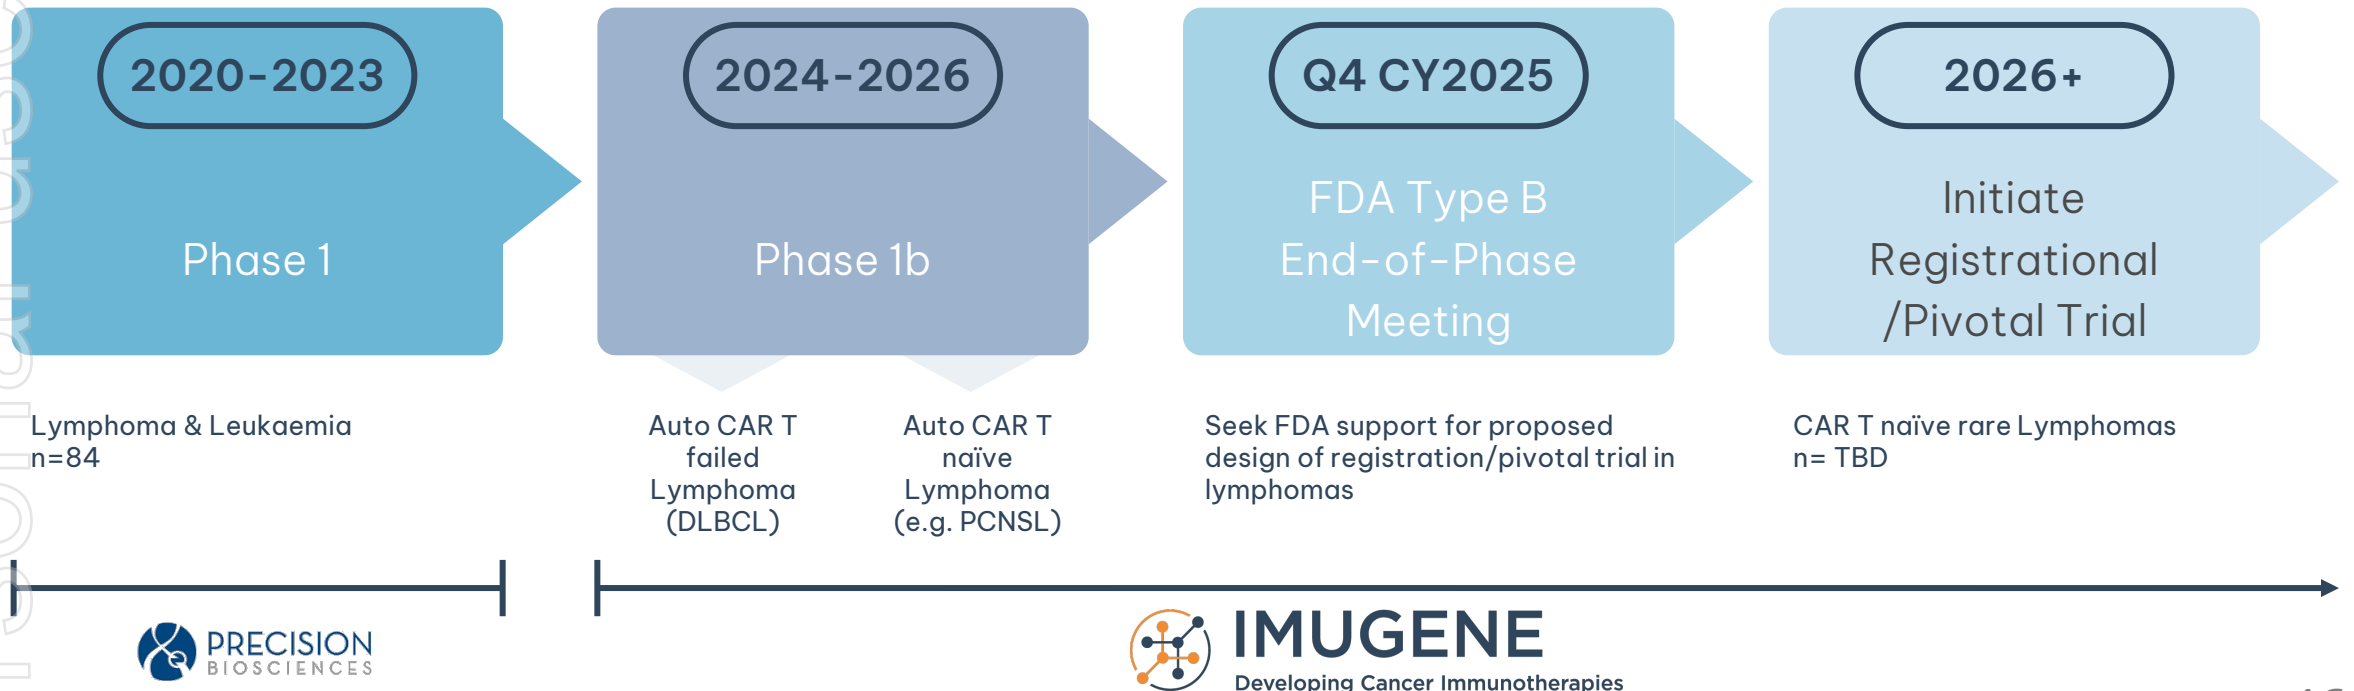 2020-2023
Phase 1
Lymphoma & Leukaemia
n=84
2024-2026
Phase 1b
Auto CAR T
failed
Lymphoma
(DLBCL)
Auto CAR T
naïve
Lymphoma
(e.g. PCNSL)
Q4 CY2025
FDA Type B
End-of-Phase
Meeting
Seek FDA support for proposed
design of registration/pivotal trial in
lymphomas
2026+
Initiate
Registrational
/Pivotal Trial
CAR T naïve rare Lymphomas
n= TBD
PRECISION
BIOSCIENCES
IMUGENE
Developing Cancer Immunotherapies